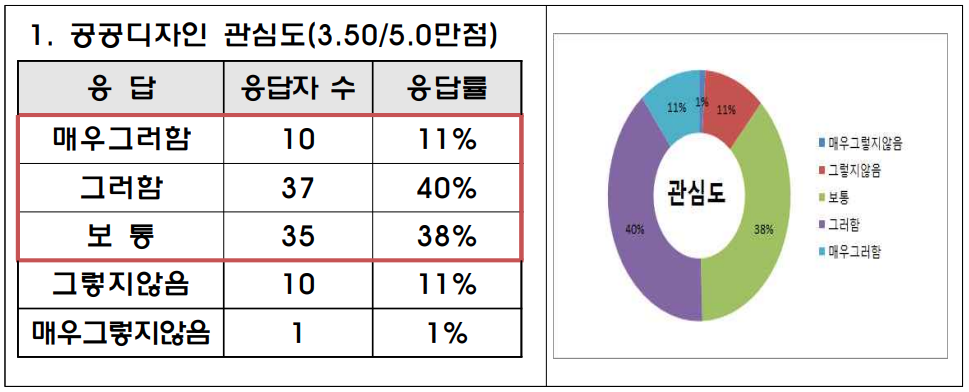 1. 공공디자인 관심도(3.50/5.0만점)
응 답 응답자 수 응답률
매우그러함 10 11%
그러함 37 40%
보 통 35 38%
그렇지않음 10 11%
매우그렇지않음 1 1%
11% 1% 11%
관심도
40% 38%
매우그렇지않음
그렇지않음
보통
그러함
매우그러함